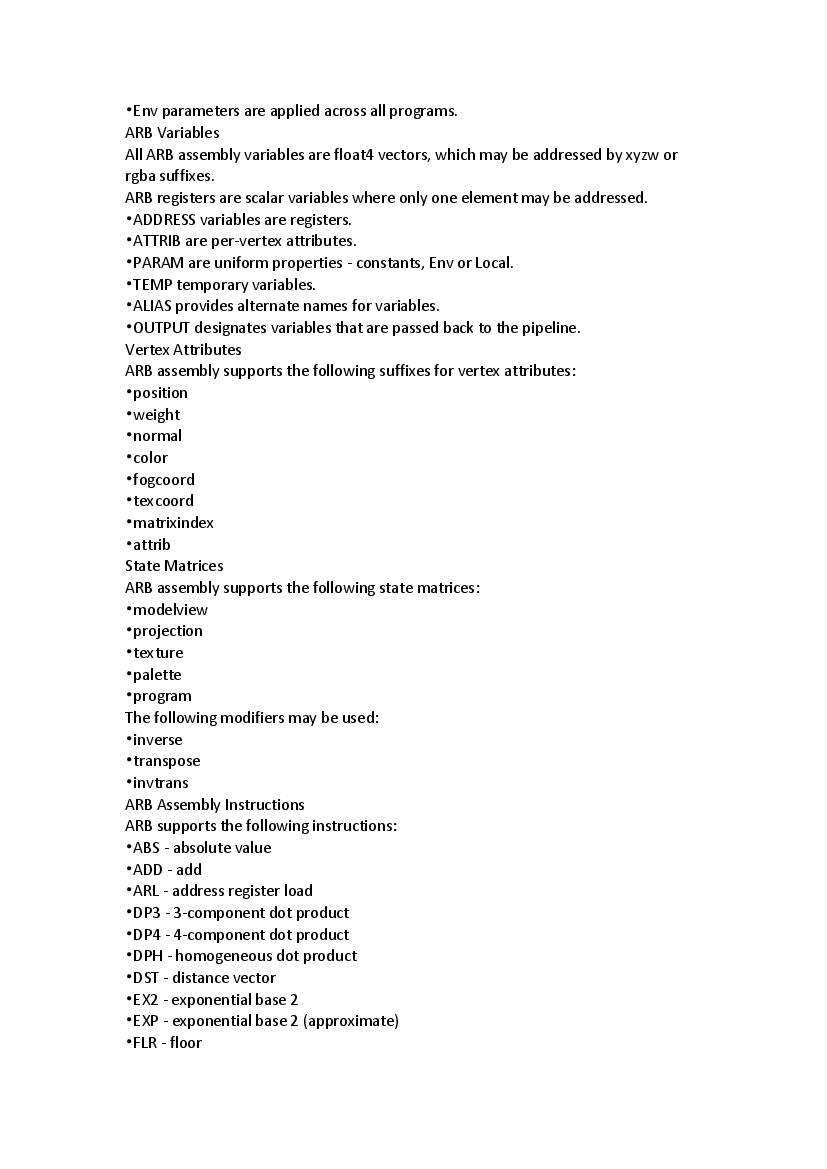 •Env parameters are applied across all programs.
ARB Variables
All ARB assembly variables are float4 vectors, which may be addressed by xyzw or
rgba suffixes.
ARB registers are scalar variables where only one element may be addressed.
•ADDRESS variables are registers.
•ATTRIB are per-vertex attributes.
•PARAM are uniform properties - constants, Env or Local.
•TEMP temporary variables.
•ALIAS provides alternate names for variables.
•OUTPUT designates variables that are passed back to the pipeline.
Vertex Attributes
ARB assembly supports the following suffixes for vertex attributes:
•position
•weight
•normal
•color
•fogcoord
•texcoord
•matrixindex
•attrib
State Matrices
ARB assembly supports the following state matrices:
•modelview
•projection
•texture
•palette
•program
The following modifiers may be used:
•inverse
•transpose
•invtrans
ARB Assembly Instructions
ARB supports the following instructions:
•ABS - absolute value
•ADD - add
•ARL - address register load
•DP3 - 3-component dot product
•DP4 - 4-component dot product
•DPH - homogeneous dot product
•DST - distance vector
•EX2 - exponential base 2
•EXP - exponential base 2 (approximate)
•FLR - floor